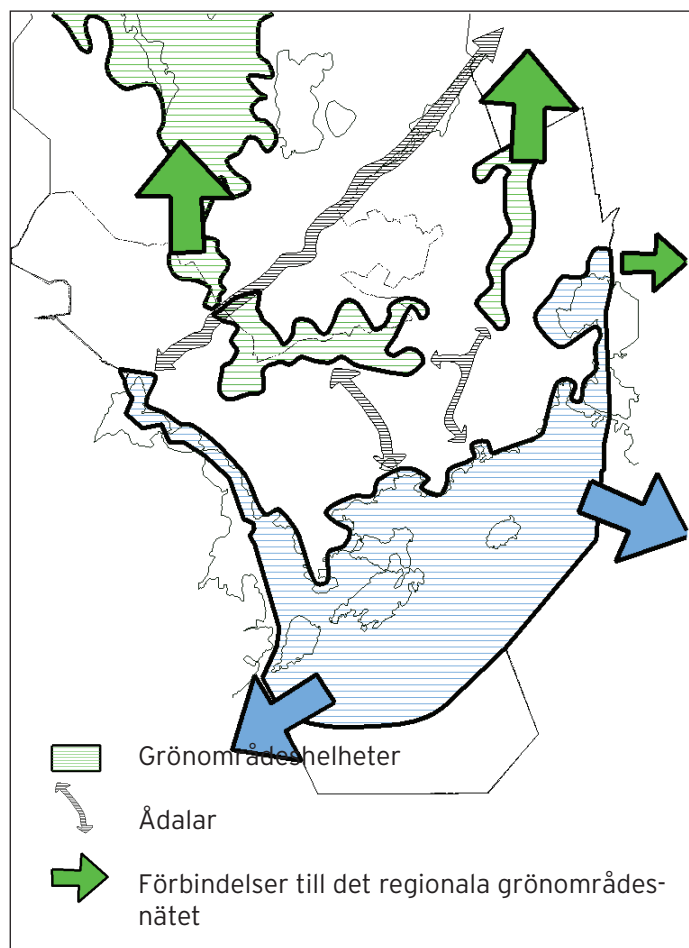 Grönområdeshelheter
Ådalar
Förbindelser till det regionala grönområdes-
nätet